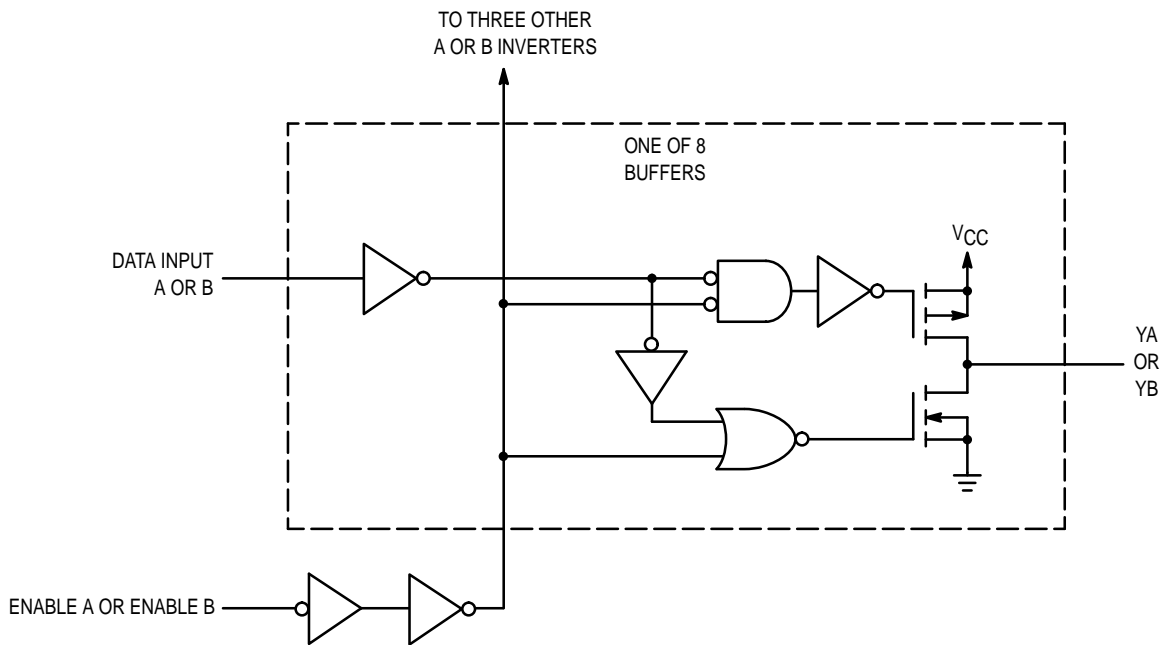 TO THREE OTHER
A OR B INVERTERS
ONE OF 8
BUFFERS
DATA INPUT
A OR B
VCC
YA
OR
YB
ENABLE A OR ENABLE B